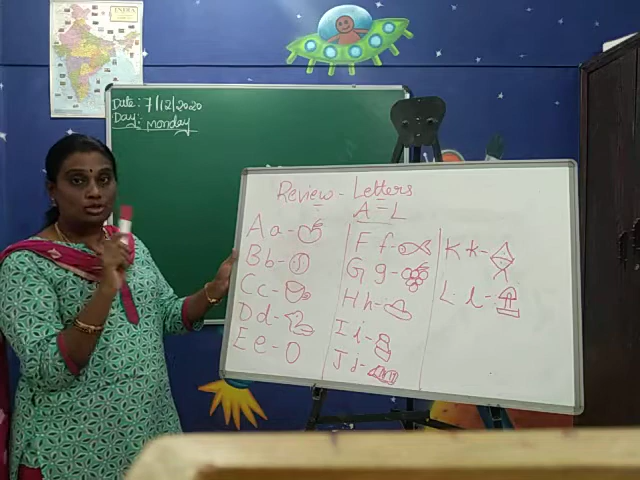 INDIA
Date: 7/12/2020
Day: Monday
Review - Letters
A - L
A a -
B b -
C c -
D d -
E e -
F f -
G g -
H h -
I i -
J j -
K k -
L l -